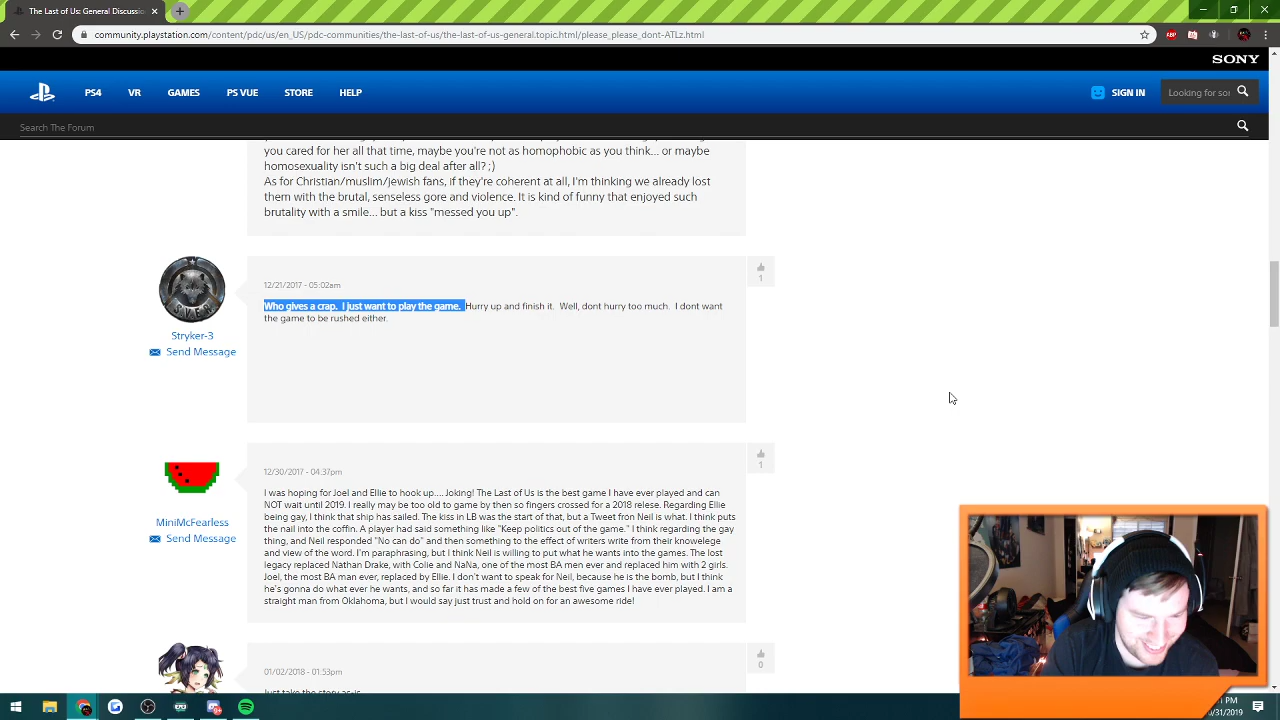 The Last of Us: General Discussio
community.playstation.com/content/pdc/us/en_US/pdc-communities/the-last-of-us/the-last-of-us-general.topic.html/please_please_dont-ATLz.html
ABP
SONY
PS4 VR GAMES PS VUE STORE HELP SIGN IN Looking for so
Search The Forum
you cared for her all that time, maybe you're not as homophobic as you think... or maybe
homosexuality isn't such a big deal after all? ;)
As for Christian/muslim/jewish fans, if they're coherent at all, I'm thinking we already lost
them with the brutal, senseless gore and violence. It is kind of funny that enjoyed such
brutality with a smile... but a kiss "messed you up".
12/21/2017 - 05:02am
1
Who gives a crap. I just want to play the game. Hurry up and finish it. Well, dont hurry too much. I dont want
the game to be rushed either.
Stryker-3
Send Message
12/30/2017 - 04:37pm
1
I was hoping for Joel and Ellie to hook up.... Joking! The Last of Us is the best game I have ever played and can
NOT wait until 2019. I really may be too old to game by then so fingers crossed for a 2018 relese. Regarding Ellie
being gay, I think that ship has sailed. The kiss in LB was the start of that, but a Tweet fron Neil is what. I think puts
the nail into the coffin. A player had said something like "Keep politics out of the game." I think regarding the gay
thing, and Neil responded "No can do" and then something to the effect of writers write from their knowelege
and view of the word. I'm paraphrasing, but I think Neil is willing to put what he wants into the games. The lost
legacy replaced Nathan Drake, with Colie and NaNa, one of the most BA men ever and replaced him with 2 girls.
Joel, the most BA man ever, replaced by Ellie. I don't want to speak for Neil, because he is the bomb, but I think
he's gonna do what ever he wants, and so far it has made a few of the best five games I have ever played. I am a
straight man from Oklahoma, but I would say just trust and hold on for an awesome ride!
MiniMcFearless
Send Message
01/02/2018 - 01:53pm
0
Just take the story as-is
PM
/31/2019